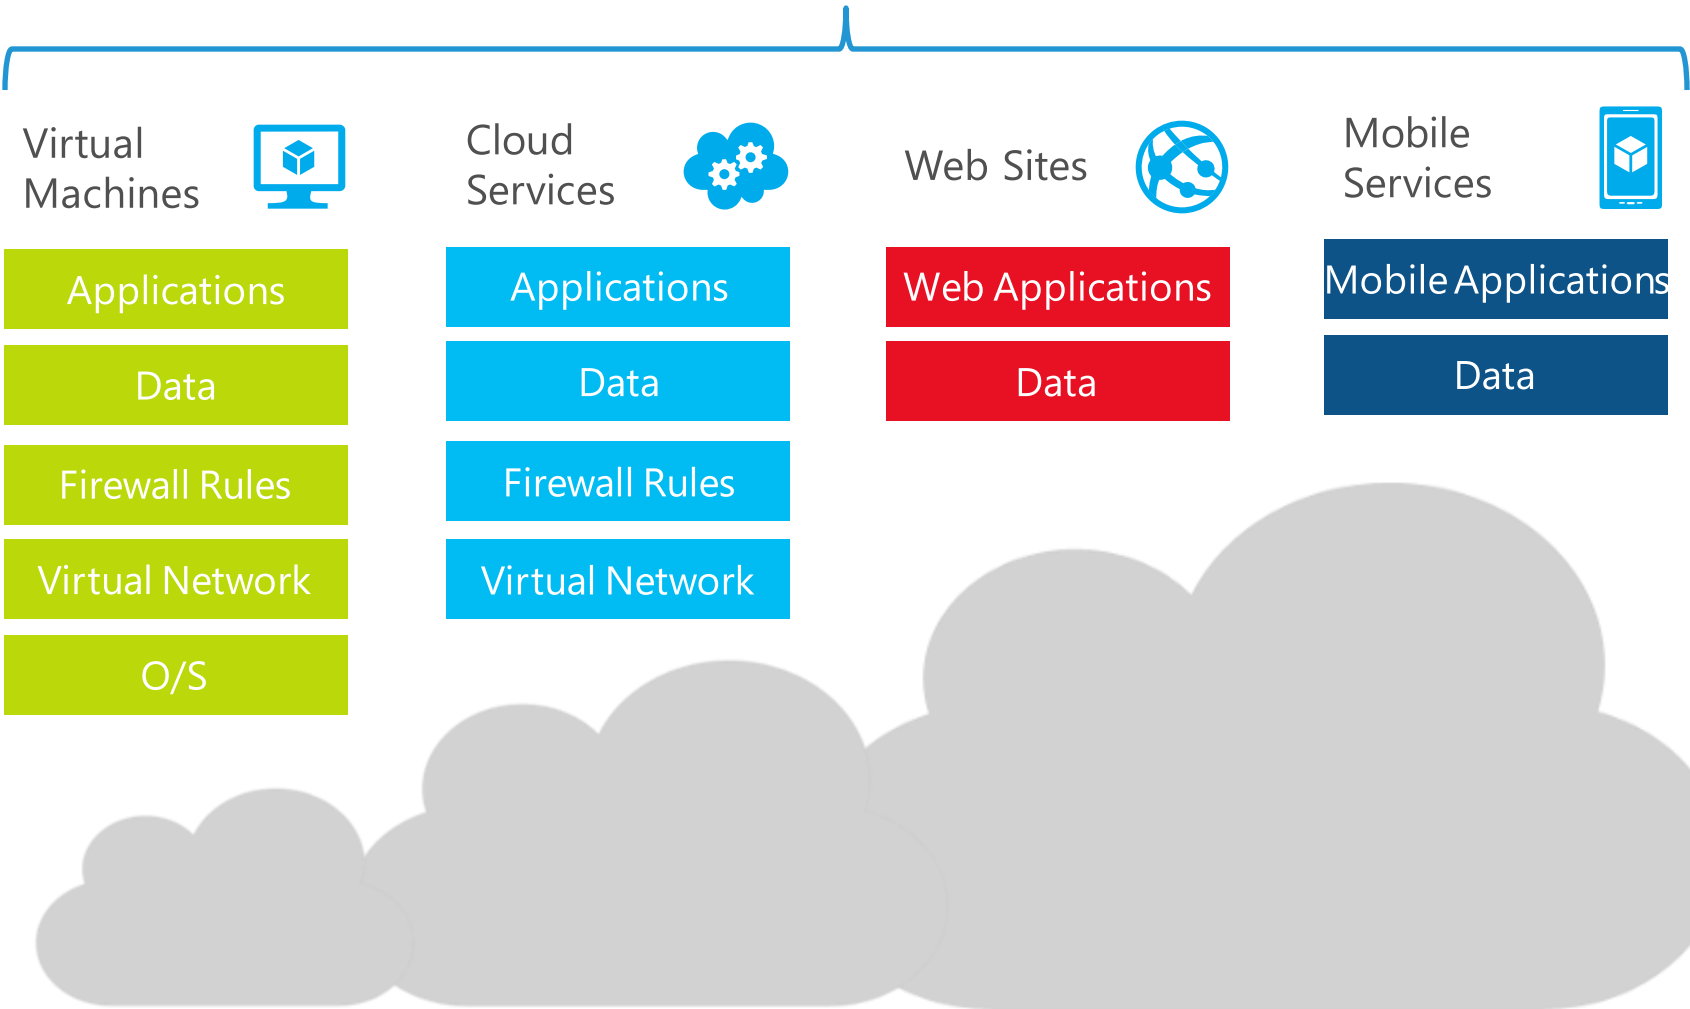 Virtual
Machines
Cloud
Services
Web Sites
Mobile
Services
Applications
Data
Firewall Rules
Virtual Network
O/S
Applications
Data
Firewall Rules
Virtual Network
Web Applications
Data
Mobile Applications
Data